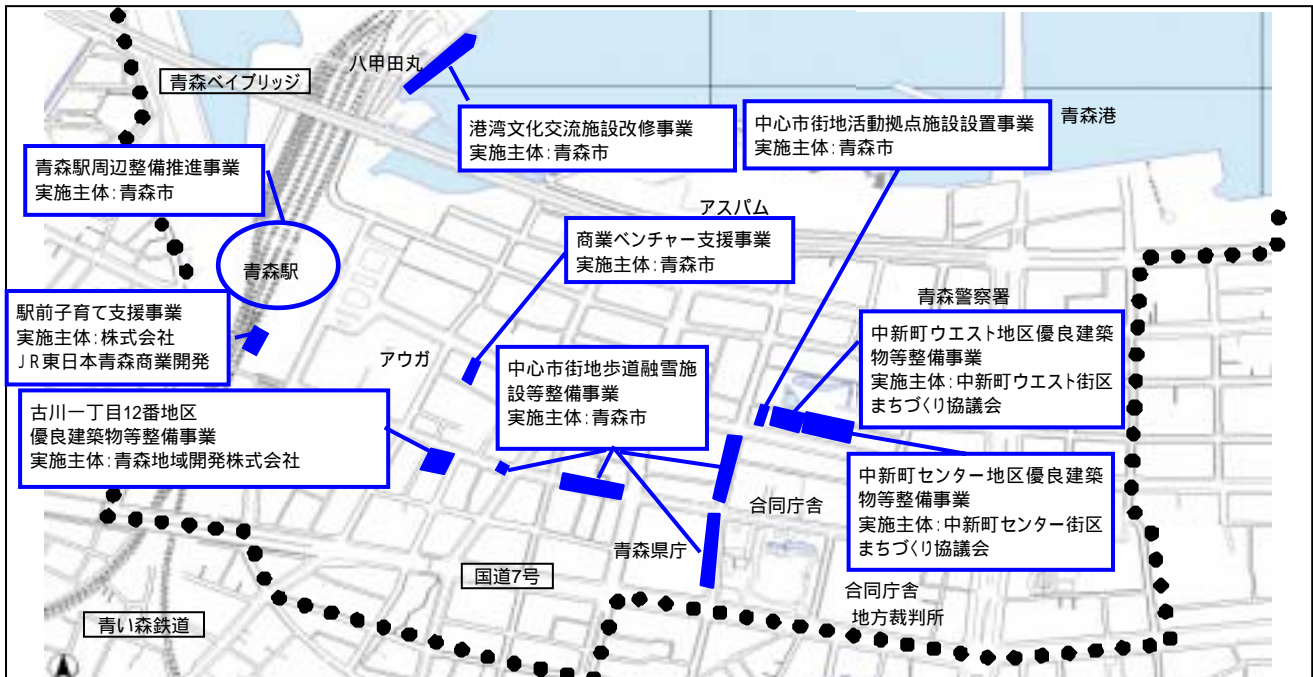 八甲田丸
青森ベイブリッジ
港湾文化交流施設改修事業
実施主体:青森市
中心市街地活動拠点施設設置事業
実施主体:青森市
青森港
青森駅周辺整備推進事業
実施主体:青森市
アスパム
商業ベンチャー支援事業
実施主体:青森市
青森駅
駅前子育て支援事業
実施主体:株式会社
JR東日本青森商業開発
青森警察署
中新町ウエスト地区優良建築
物等整備事業
実施主体:中新町ウエスト街区
まちづくり協議会
アウガ
中心市街地歩道融雪施
設等整備事業
実施主体:青森市
古川一丁目12番地区
優良建築物等整備事業
実施主体:青森地域開発株式会社
中新町センター地区優良建築
物等整備事業
実施主体:中新町センター街区
まちづくり協議会
合同庁舎
青森県庁
国道7号
合同庁舎
地方裁判所
青い森鉄道